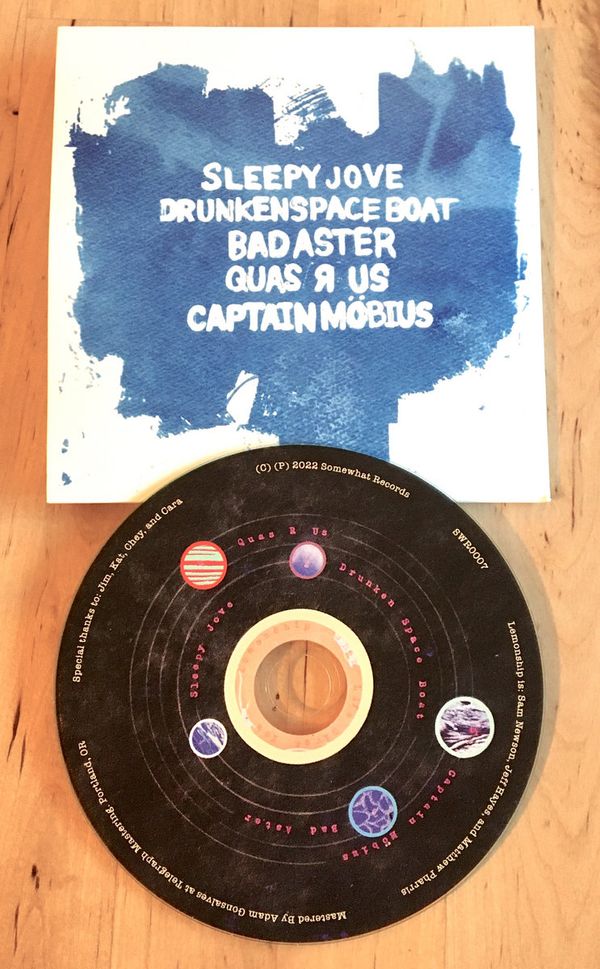 SLEEPY JOVE
DRUNKEN SPACE BOAT
BAD ASTER
QUAS Я US
CAPTAIN MÖBIUS
(C) (P) 2022 Somewhat Records
SWR0007
Lemonship is: Sam Newson, Jeff Hayes, and Matthew Pharris
Mastered By Adam Gonsalves at Telegraph Mastering, Portland, OR
Special thanks to: Jim, Kat, Chey, and Cara
Quas R Us
Drunken Space Boat
Captain Möbius
Bad Aster
Sleepy Jove